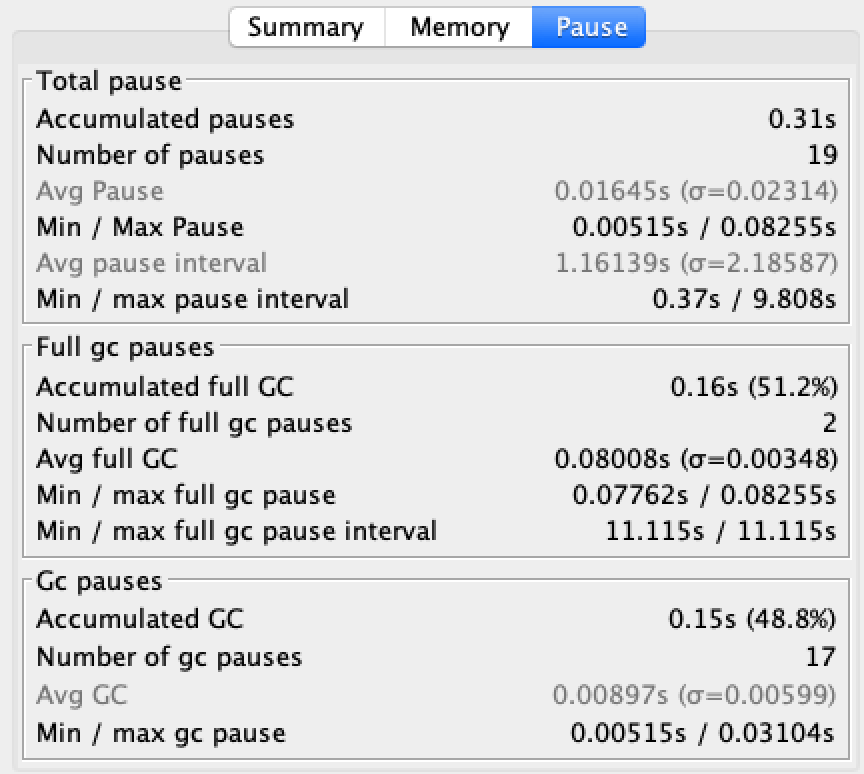 Summary Memory Pause
Total pause
Accumulated pauses 0.31s
Number of pauses 19
Avg Pause 0.01645s (σ=0.02314)
Min / Max Pause 0.00515s / 0.08255s
Avg pause interval 1.16139s (σ=2.18587)
Min / max pause interval 0.37s / 9.808s
Full gc pauses
Accumulated full GC 0.16s (51.2%)
Number of full gc pauses 2
Avg full GC 0.08008s (σ=0.00348)
Min / max full gc pause 0.07762s / 0.08255s
Min / max full gc pause interval 11.115s / 11.115s
Gc pauses
Accumulated GC 0.15s (48.8%)
Number of gc pauses 17
Avg GC 0.00897s (σ=0.00599)
Min / max gc pause 0.00515s / 0.03104s